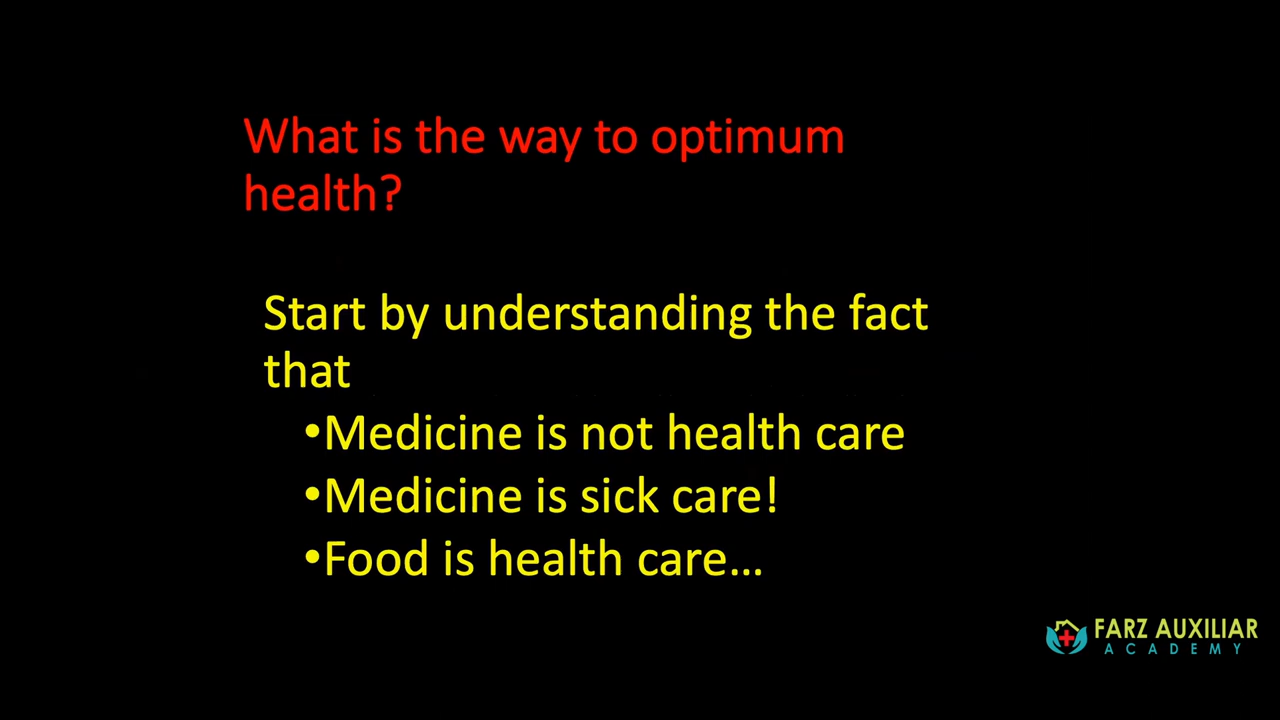 What is the way to optimum
health?
Start by understanding the fact
that
•Medicine is not health care
•Medicine is sick care!
•Food is health care...
FARZ AUXILIAR
ACADEMY